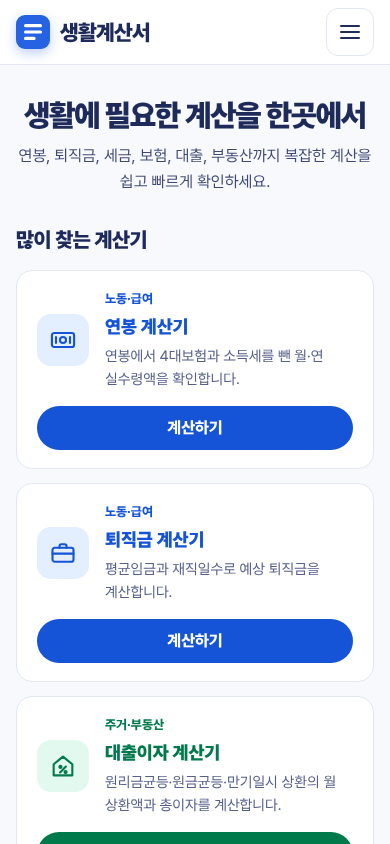 생활계산서
생활에 필요한 계산을 한곳에서
연봉, 퇴직금, 세금, 보험, 대출, 부동산까지 복잡한 계산을
쉽고 빠르게 확인하세요.
많이 찾는 계산기
노동·급여
연봉 계산기
연봉에서 4대보험과 소득세를 뺀 월·연
실수령액을 확인합니다.
계산하기
노동·급여
퇴직금 계산기
평균임금과 재직일수로 예상 퇴직금을
계산합니다.
계산하기
주거·부동산
대출이자 계산기
원리금균등·원금균등·만기일시 상환의 월
상환액과 총이자를 계산합니다.